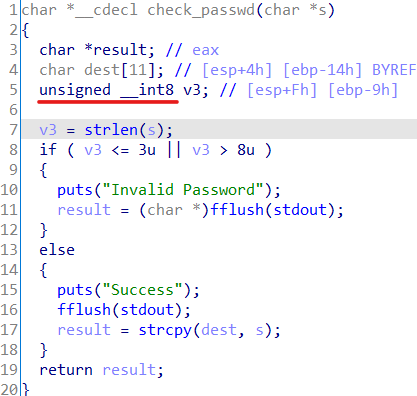 1 char *__cdecl check_passwd(char *s)
2 {
3 char *result; // eax
4 char dest[11]; // [esp+4h] [ebp-14h] BYREF
5 unsigned __int8 v3; // [esp+Fh] [ebp-9h]
6
7 v3 = strlen(s);
8 if ( v3 <= 3u || v3 > 8u )
9 {
10 puts("Invalid Password");
11 result = (char *)fflush(stdout);
12 }
13 else
14 {
15 puts("Success");
16 fflush(stdout);
17 result = strcpy(dest, s);
18 }
19 return result;
20 }